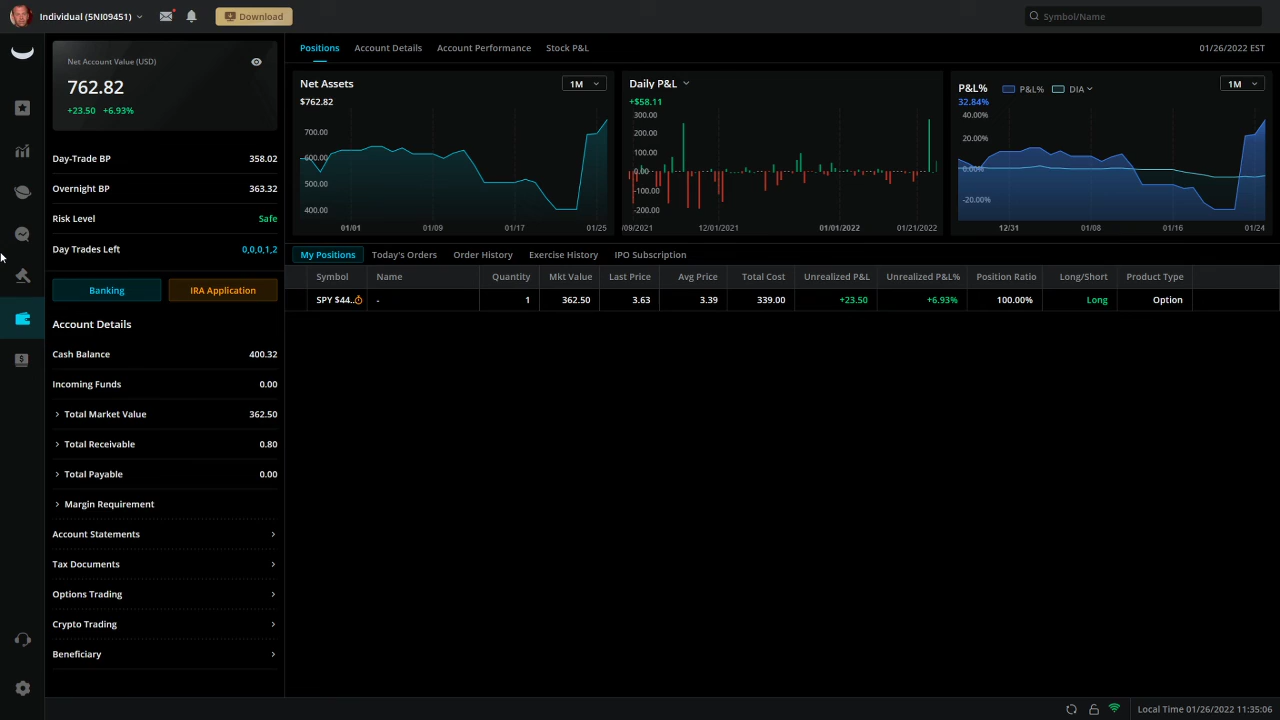 Individual (5NI09451)
Download
Symbol/Name
Net Account Value (USD)
762.82
+23.50 +6.93%
Day-Trade BP 358.02
Overnight BP 363.32
Risk Level Safe
Day Trades Left 0,0,0,1,2
Banking IRA Application
Account Details
Cash Balance 400.32
Incoming Funds 0.00
Total Market Value 362.50
Total Receivable 0.80
Total Payable 0.00
Margin Requirement
Account Statements
Tax Documents
Options Trading
Crypto Trading
Beneficiary
Positions Account Details Account Performance Stock P&L 01/26/2022 EST
Net Assets 1M
$762.82
700.00
600.00
500.00
400.00
01/01 01/09 01/17 01/25
Daily P&L
+$58.11
300.00
200.00
100.00
0.00
-100.00
-200.00
/09/2021 12/01/2021 01/01/2022 01/21/2022
P&L% P&L% DIA 1M
32.84%
40.00%
20.00%
0.00%
-20.00%
12/31 01/08 01/16 01/24
My Positions Today's Orders Order History Exercise History IPO Subscription
Symbol Name Quantity Mkt Value Last Price Avg Price Total Cost Unrealized P&L Unrealized P&L% Position Ratio Long/Short Product Type
SPY $44.. - 1 362.50 3.63 3.39 339.00 +23.50 +6.93% 100.00% Long Option
Local Time 01/26/2022 11:35:06